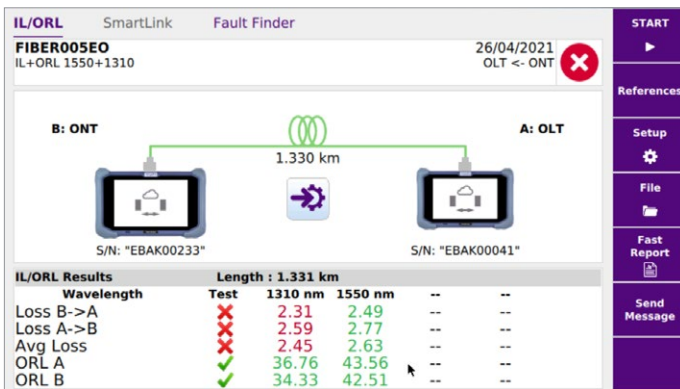 IL/ORL SmartLink Fault Finder
FIBER005EO 26/04/2021
IL+ORL 1550+1310 OLT <- ONT
B: ONT A: OLT
1.330 km
S/N: "EBAK00233" S/N: "EBAK00041"
IL/ORL Results Length : 1.331 km
Wavelength Test 1310 nm 1550 nm -- --
Loss B->A 2.31 2.49 -- --
Loss A->B 2.59 2.77 -- --
Avg Loss 2.45 2.63 -- --
ORL A 36.76 43.56 -- --
ORL B 34.33 42.51 -- --
START
References
Setup
File
Fast
Report
Send
Message